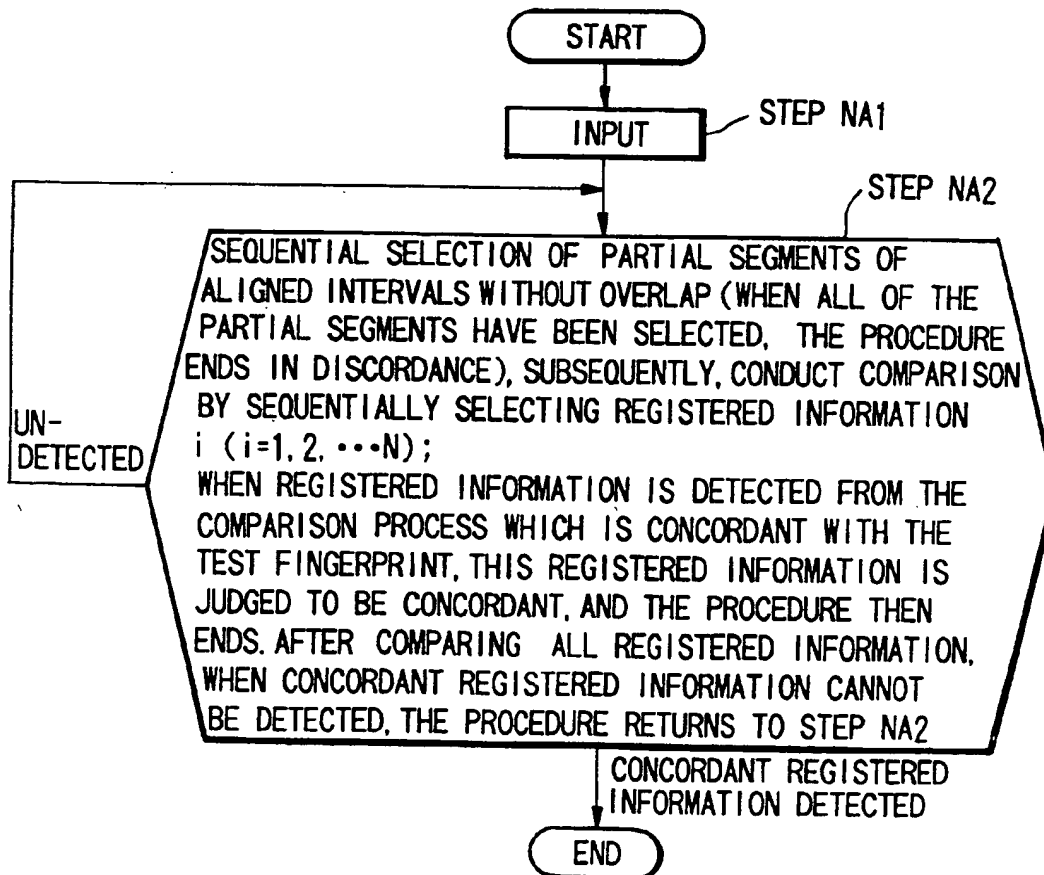 START
INPUT
STEP NA1
STEP NA2
SEQUENTIAL SELECTION OF PARTIAL SEGMENTS OF
ALIGNED INTERVALS WITHOUT OVERLAP (WHEN ALL OF THE
PARTIAL SEGMENTS HAVE BEEN SELECTED, THE PROCEDURE
ENDS IN DISCORDANCE), SUBSEQUENTLY, CONDUCT COMPARISON
BY SEQUENTIALLY SELECTING REGISTERED INFORMATION
i (i=1, 2, ···N);
WHEN REGISTERED INFORMATION IS DETECTED FROM THE
COMPARISON PROCESS WHICH IS CONCORDANT WITH THE
TEST FINGERPRINT, THIS REGISTERED INFORMATION IS
JUDGED TO BE CONCORDANT, AND THE PROCEDURE THEN
ENDS. AFTER COMPARING ALL REGISTERED INFORMATION,
WHEN CONCORDANT REGISTERED INFORMATION CANNOT
BE DETECTED, THE PROCEDURE RETURNS TO STEP NA2
UN-
DETECTED
CONCORDANT REGISTERED
INFORMATION DETECTED
END